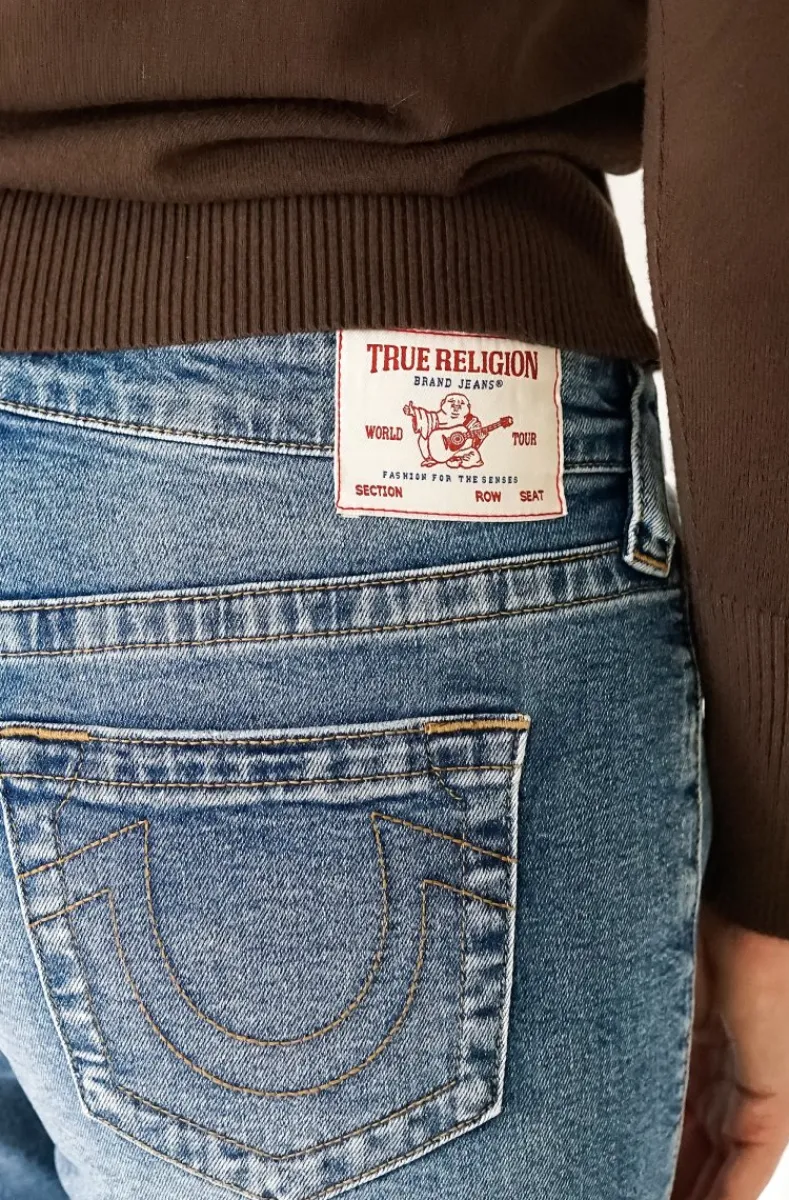 TRUE RELIGION
BRAND JEANS®
WORLD TOUR
FASHION FOR THE SENSES
SECTION ROW SEAT